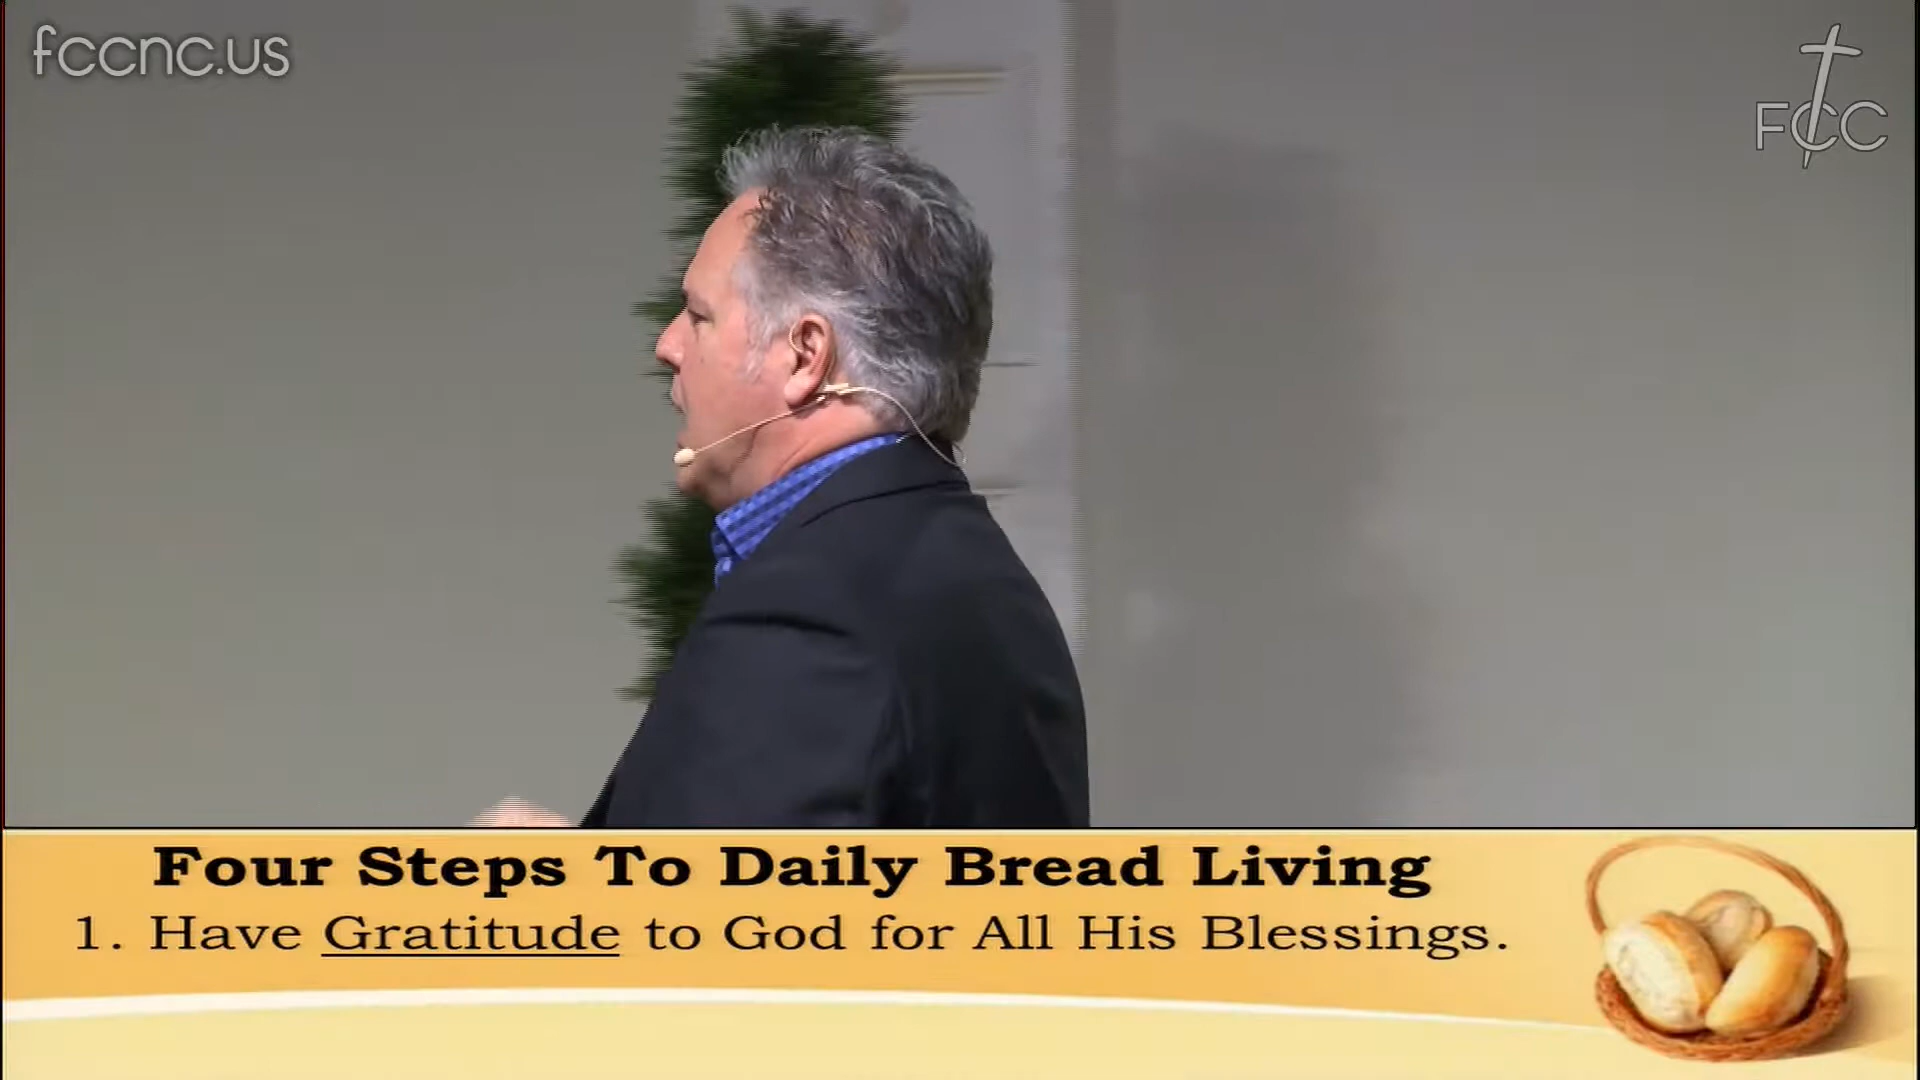 fccnc.us
FCC
Four Steps To Daily Bread Living
1. Have Gratitude to God for All His Blessings.